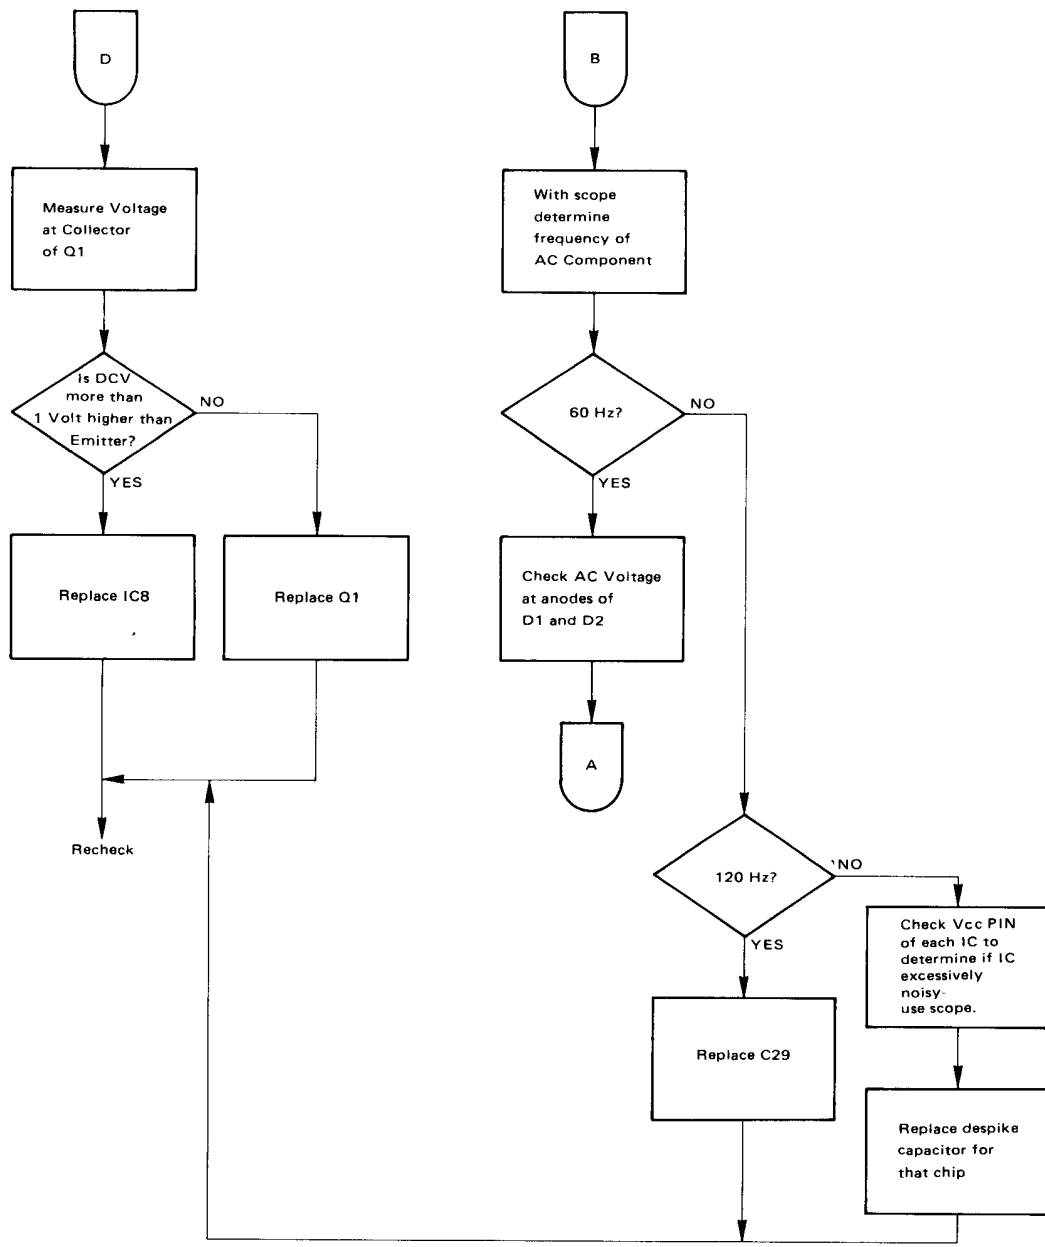 D
Measure Voltage
at Collector
of Q1
Is DCV
more than
1 Volt higher than
Emitter?
NO
YES
Replace IC8
Replace Q1
Recheck
B
With scope
determine
frequency of
AC Component
60 Hz?
NO
YES
Check AC Voltage
at anodes of
D1 and D2
A
120 Hz?
NO
YES
Replace C29
Check Vcc PIN
of each IC to
determine if IC
excessively
noisy-
use scope.
Replace despike
capacitor for
that chip